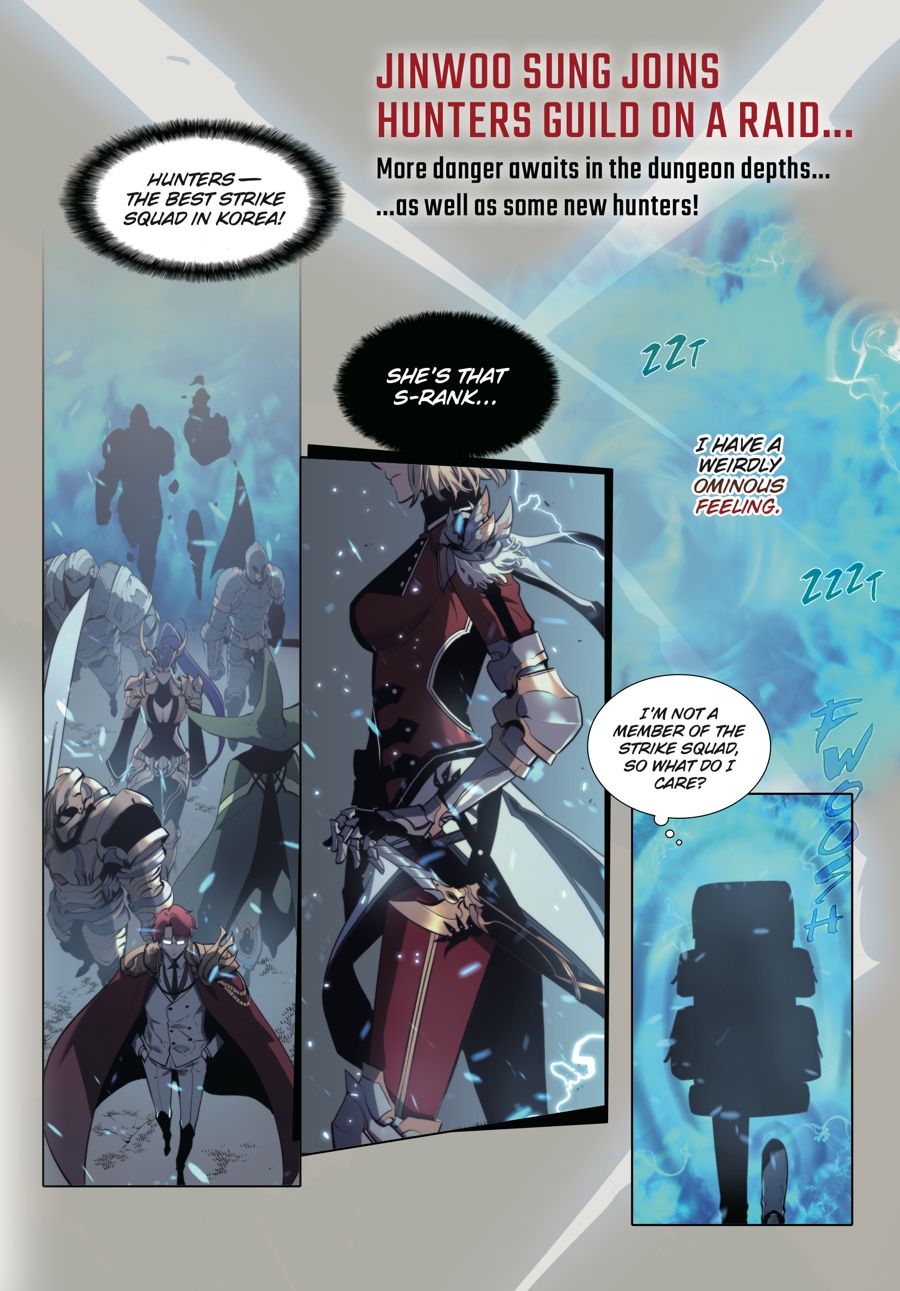 JINWOO SUNG JOINS
HUNTERS GUILD ON A RAID...
More danger awaits in the dungeon depths...
...as well as some new hunters!
HUNTERS—
THE BEST STRIKE
SQUAD IN KOREA!
SHE'S THAT
S-RANK...
ZZT
I HAVE A
WEIRDLY
OMINOUS
FEELING.
ZZZT
I'M NOT A
MEMBER OF THE
STRIKE SQUAD,
SO WHAT DO I
CARE?
FWOOSH